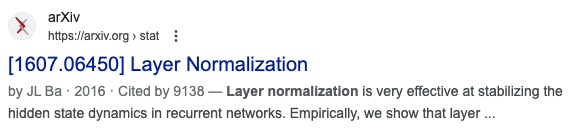 arXiv
https://arxiv.org › stat
[1607.06450] Layer Normalization
by JL Ba · 2016 · Cited by 9138 — Layer normalization is very effective at stabilizing the
hidden state dynamics in recurrent networks. Empirically, we show that layer ...